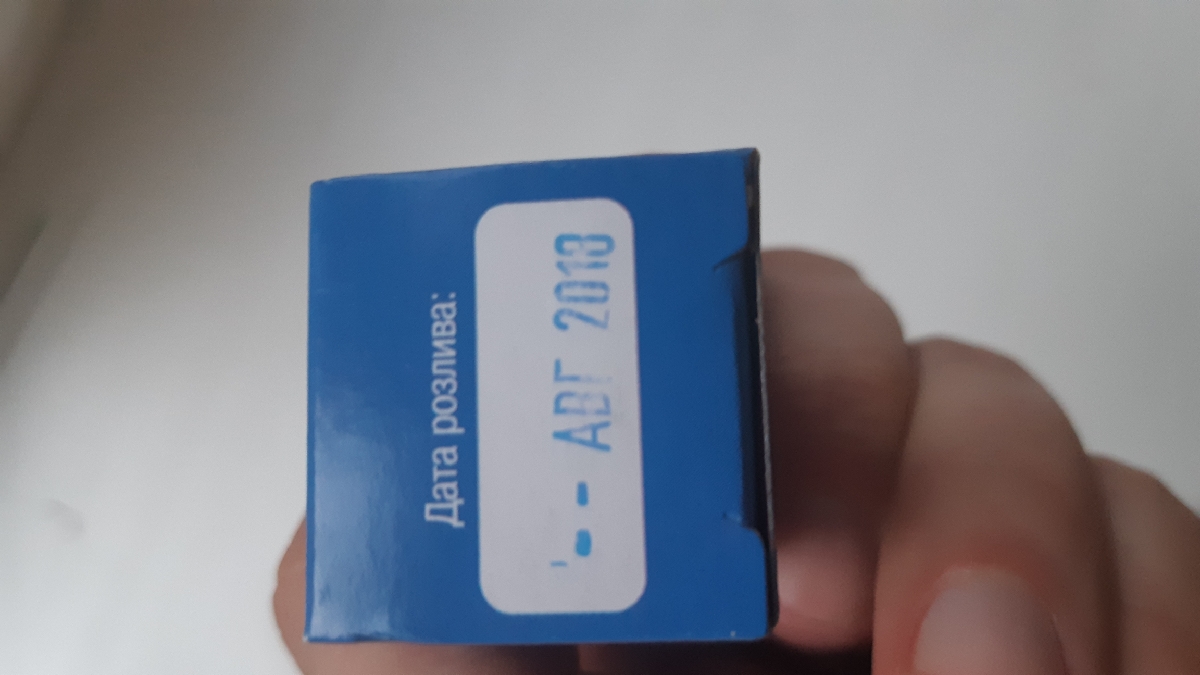 Дата розлива:
-- АВГ 2018